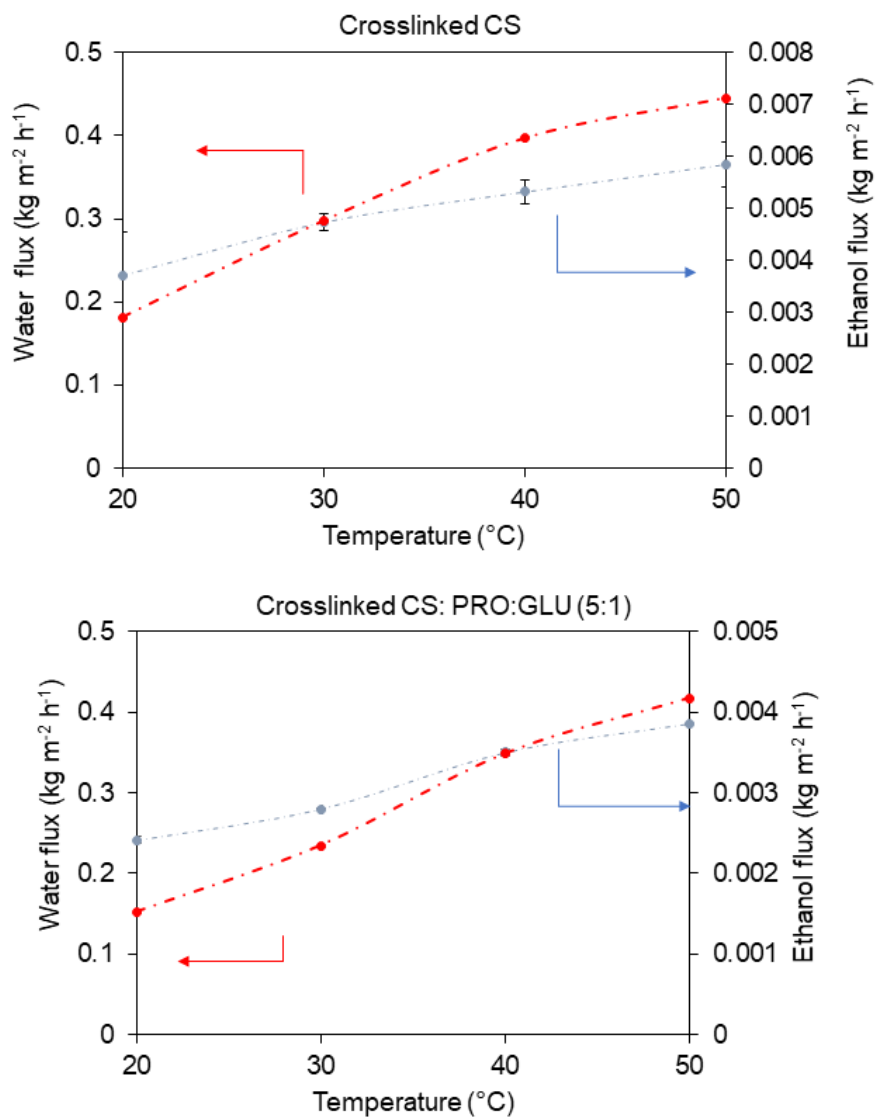 Crosslinked CS
0.5
0.4
0.3
0.2
0.1
0
Water flux (kg m⁻² h⁻¹)
0.008
0.007
0.006
0.005
0.004
0.003
0.002
0.001
0
Ethanol flux (kg m⁻² h⁻¹)
20 30 40 50
Temperature (°C)
Crosslinked CS: PRO:GLU (5:1)
0.5
0.4
0.3
0.2
0.1
0
Water flux (kg m⁻² h⁻¹)
0.005
0.004
0.003
0.002
0.001
0
Ethanol flux (kg m⁻² h⁻¹)
20 30 40 50
Temperature (°C)